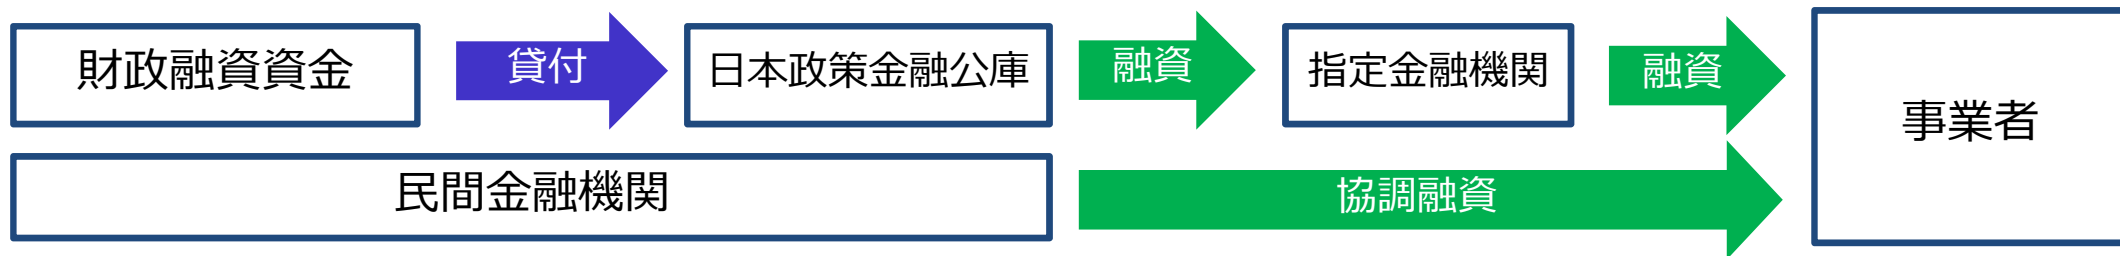 財政融資資金
貸付
日本政策金融公庫
融資
指定金融機関
融資
事業者
民間金融機関
協調融資